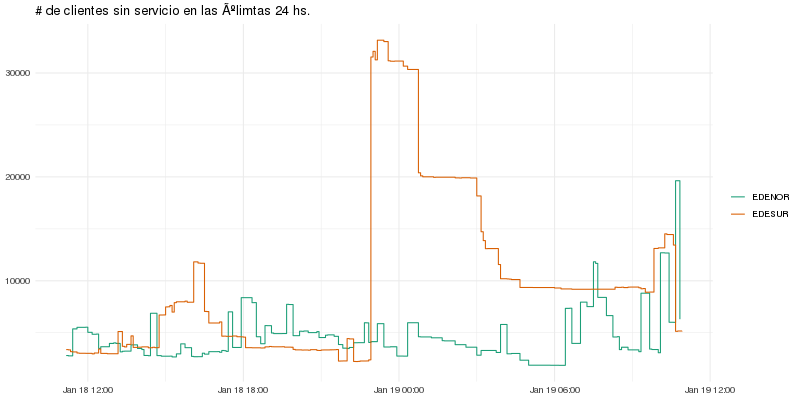 # de clientes sin servicio en las Ãºlimtas 24 hs.
30000
20000
10000
Jan 18 12:00
Jan 18 18:00
Jan 19 00:00
Jan 19 06:00
Jan 19 12:00
EDENOR
EDESUR